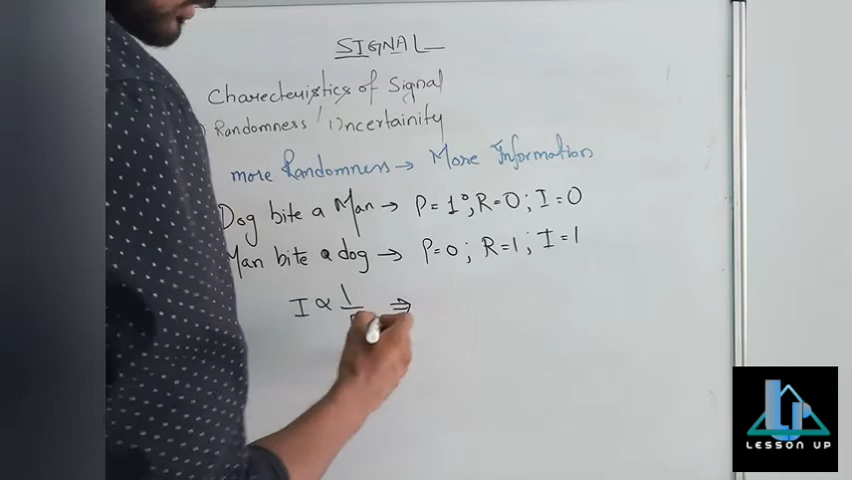 SIGNAL
Charecteristics of Signal
Randomness / Uncertainity
more Randomness → More Information
Dog bite a Man → P = 1; R = 0; I = 0
Man bite a dog → P = 0; R = 1; I = 1
I ∝ 1/ ⇒
LESSON UP